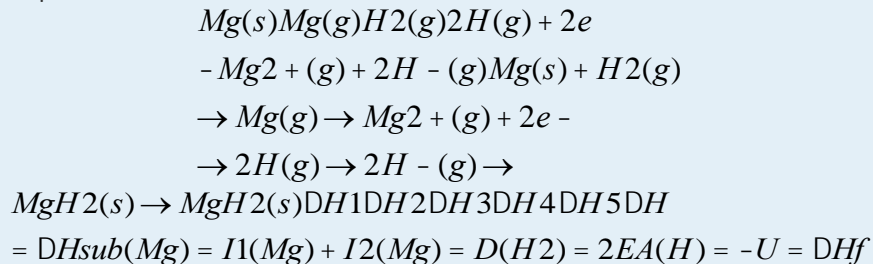 Mg(s)Mg(g)H2(g)2H(g) + 2e
- Mg2 + (g) + 2H - (g)Mg(s) + H2(g)
→ Mg(g) → Mg2 + (g) + 2e -
→ 2H(g) → 2H - (g) →
MgH2(s) → MgH2(s)DH1DH2DH3DH4DH5DH
= DHsub(Mg) = I1(Mg) + I2(Mg) = D(H2) = 2EA(H) = -U = DHf